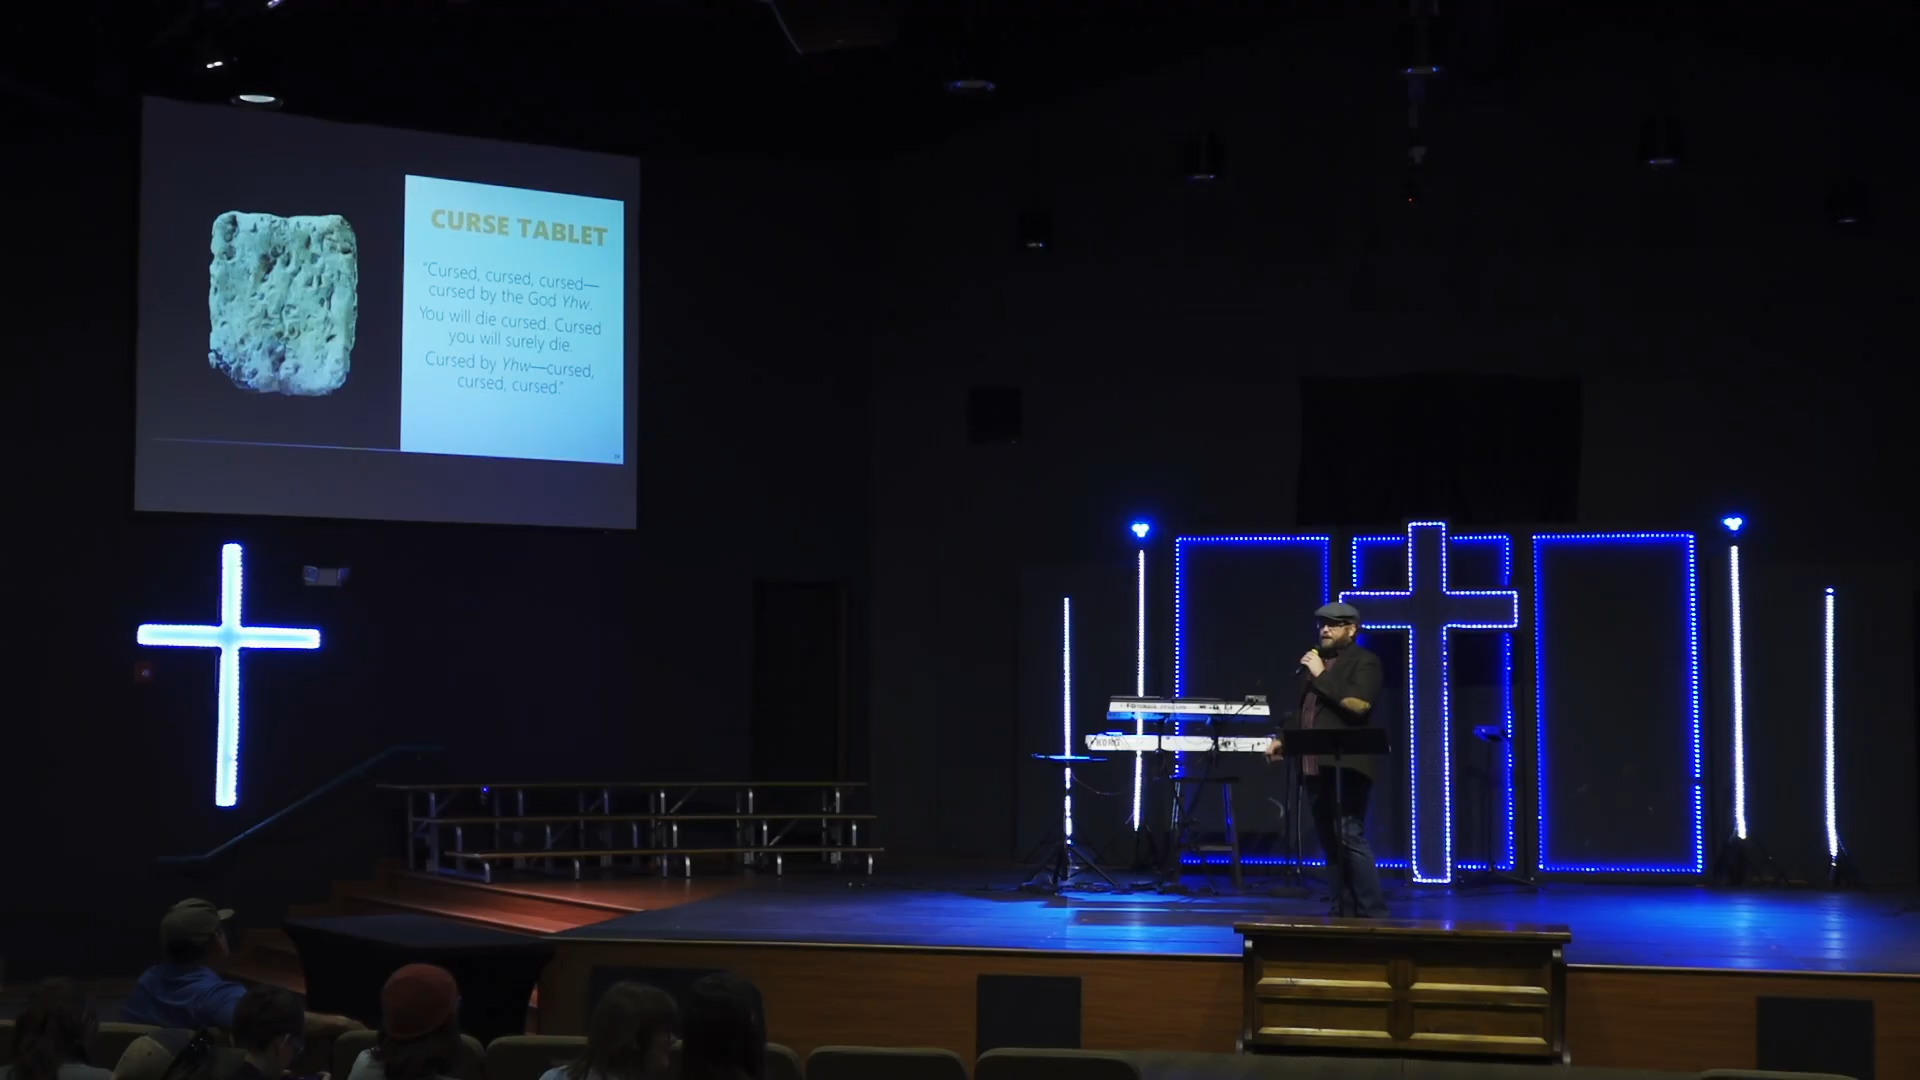 CURSE TABLET
"Cursed, cursed, cursed—
cursed by the God Yhw.
You will die cursed. Cursed
you will surely die.
Cursed by Yhw—cursed,
cursed, cursed."
KORG